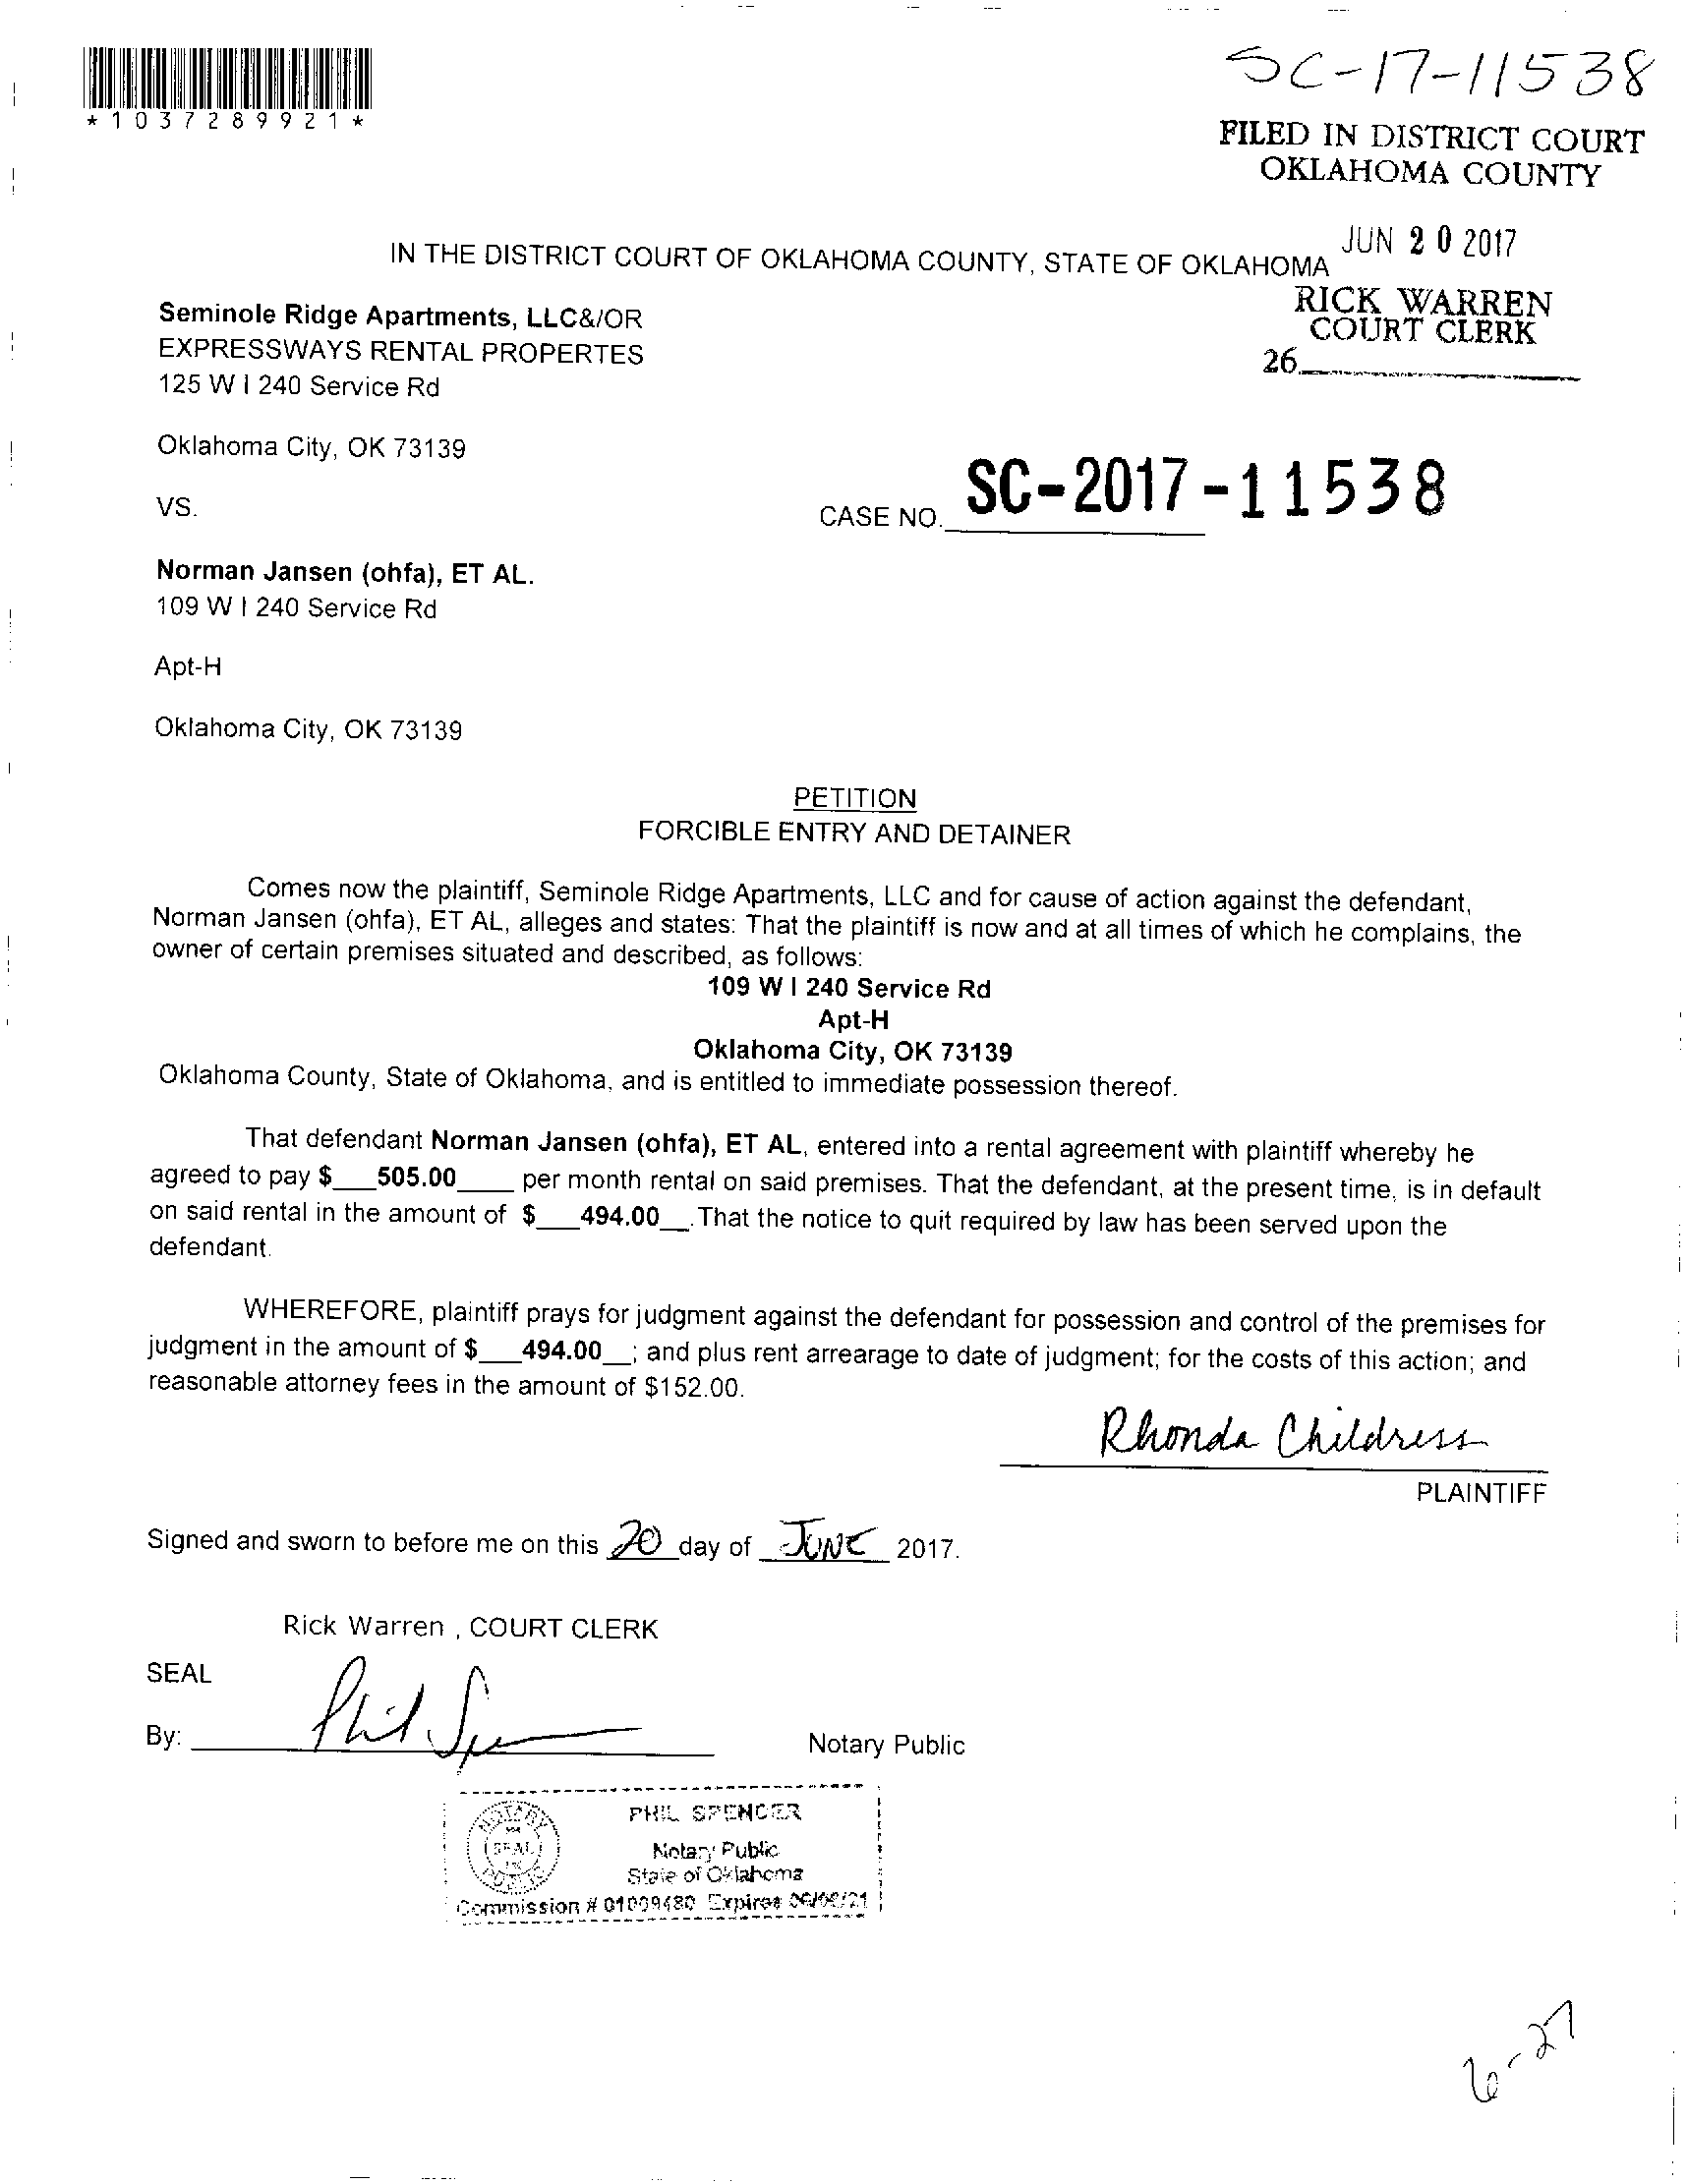 *1037289921*
SC-17-11538
FILED IN DISTRICT COURT
OKLAHOMA COUNTY
JUN 20 2017
IN THE DISTRICT COURT OF OKLAHOMA COUNTY, STATE OF OKLAHOMA
RICK WARREN
COURT CLERK
26
Seminole Ridge Apartments, LLC&/OR
EXPRESSWAYS RENTAL PROPERTES
125 W I 240 Service Rd
Oklahoma City, OK 73139
VS.
CASE NO. SC-2017-11538
Norman Jansen (ohfa), ET AL.
109 W I 240 Service Rd
Apt-H
Oklahoma City, OK 73139
PETITION
FORCIBLE ENTRY AND DETAINER
Comes now the plaintiff, Seminole Ridge Apartments, LLC and for cause of action against the defendant,
Norman Jansen (ohfa), ET AL, alleges and states: That the plaintiff is now and at all times of which he complains, the
owner of certain premises situated and described, as follows:
109 W I 240 Service Rd
Apt-H
Oklahoma City, OK 73139
Oklahoma County, State of Oklahoma, and is entitled to immediate possession thereof.
That defendant Norman Jansen (ohfa), ET AL, entered into a rental agreement with plaintiff whereby he
agreed to pay $___505.00____ per month rental on said premises. That the defendant, at the present time, is in default
on said rental in the amount of $___494.00__.That the notice to quit required by law has been served upon the
defendant.
WHEREFORE, plaintiff prays for judgment against the defendant for possession and control of the premises for
judgment in the amount of $___494.00__; and plus rent arrearage to date of judgment; for the costs of this action; and
reasonable attorney fees in the amount of $152.00.
Rhonda Childress
PLAINTIFF
Signed and sworn to before me on this 20 day of JUNE 2017.
Rick Warren , COURT CLERK
SEAL
By: Phil Spencer Notary Public
NOTARY
SEAL
PUBLIC
PHIL SPENCER
Notary Public
State of Oklahoma
Commission # 01009480 Expires
6-27